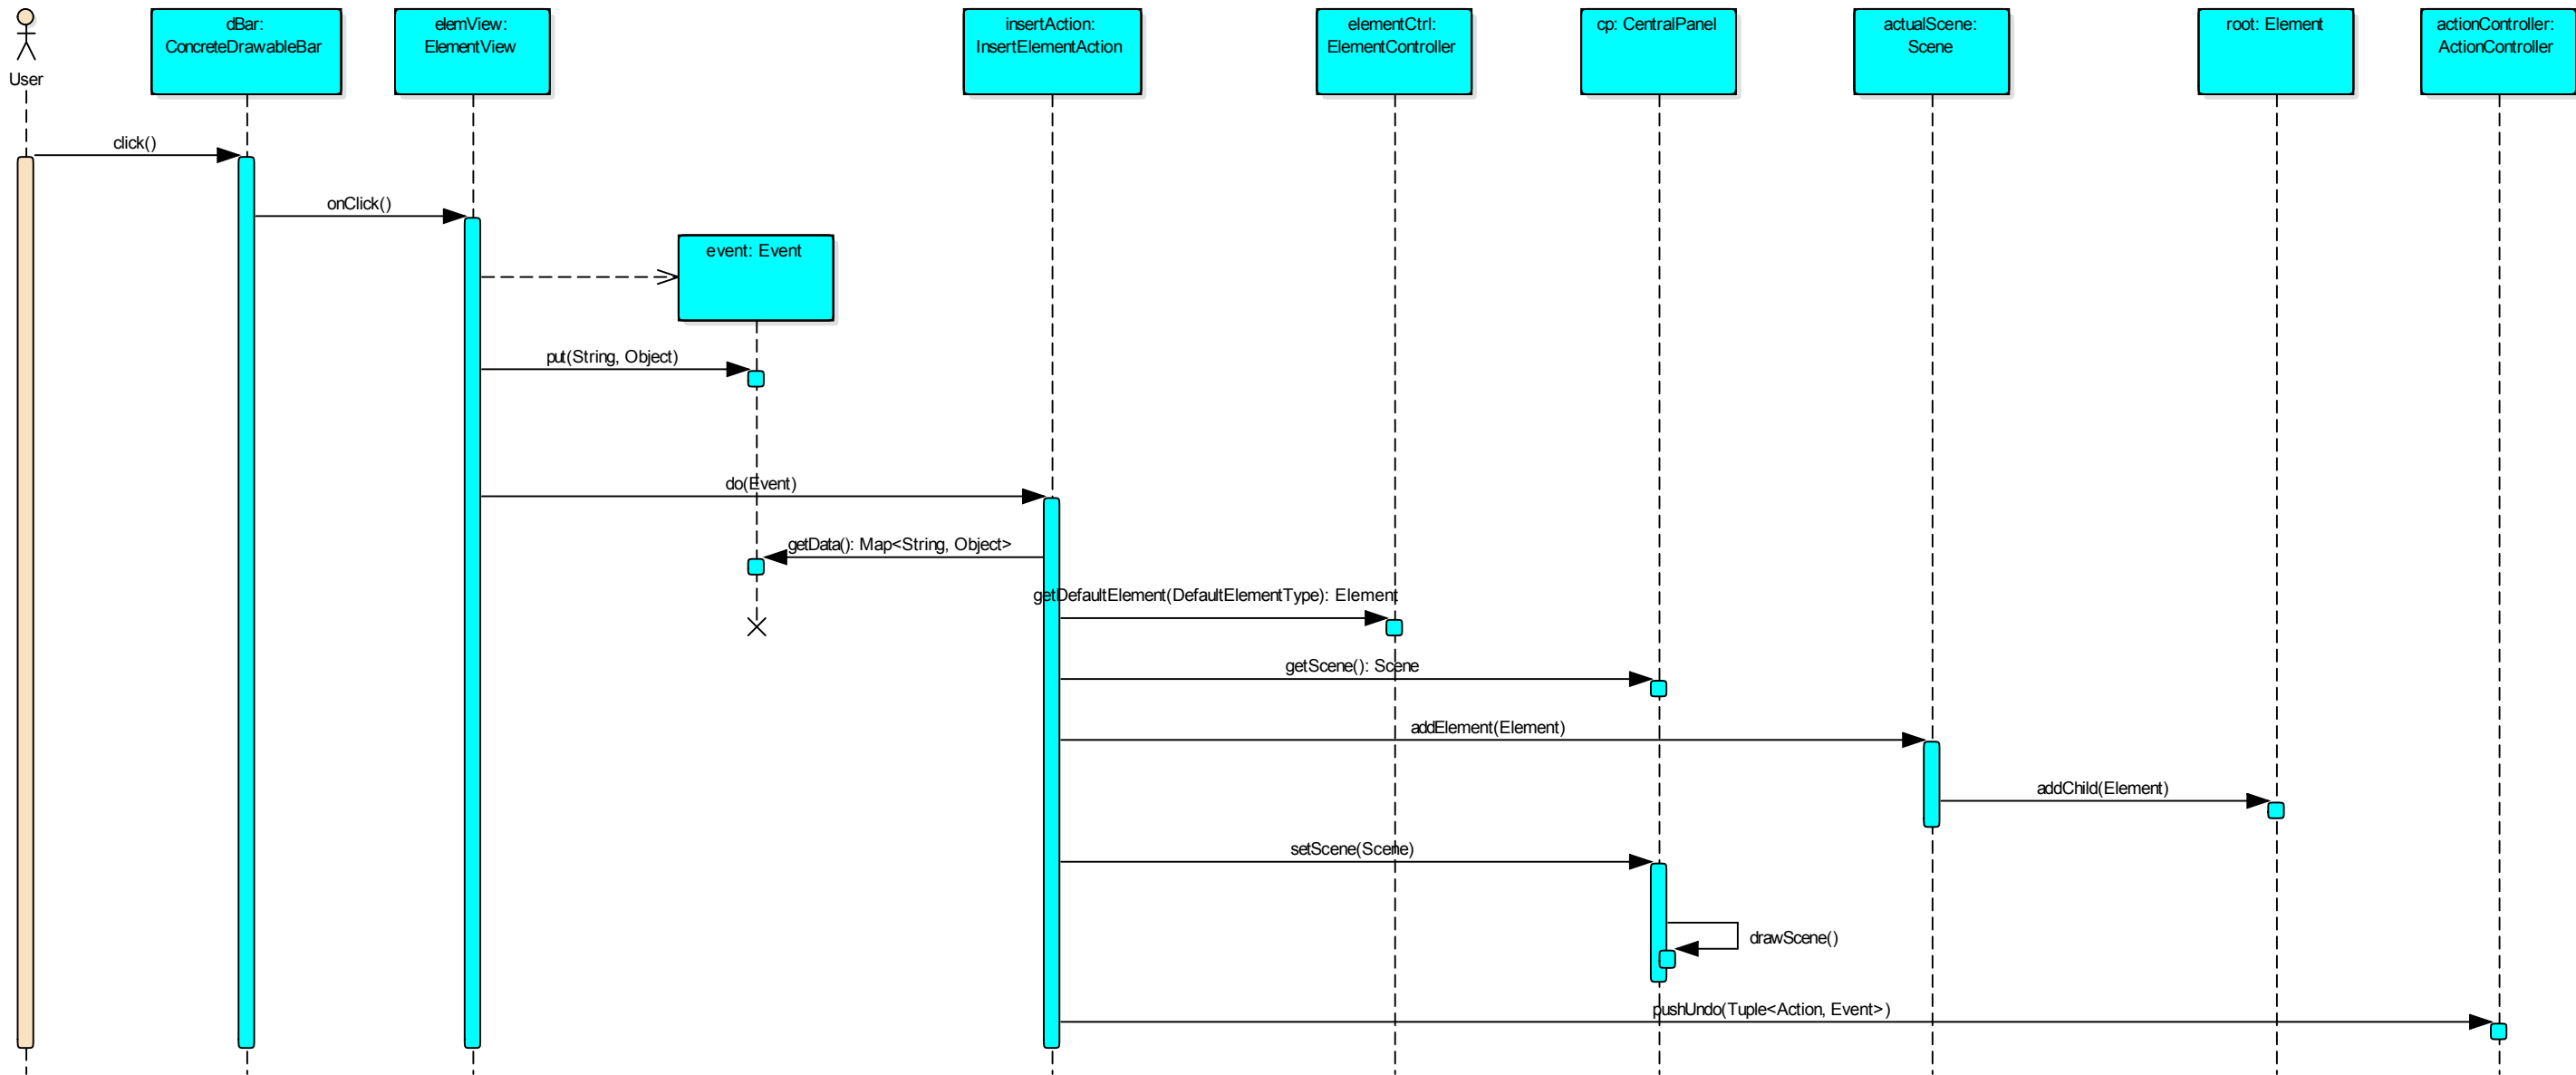 dBar:
ConcreteDrawableBar
elemView:
ElementView
insertAction:
InsertElementAction
elementCtrl:
ElementController
cp: CentralPanel
actualScene:
Scene
root: Element
actionController:
ActionController
User
click()
onClick()
event: Event
put(String, Object)
do(Event)
getData(): Map<String, Object>
getDefaultElement(DefaultElementType): Element
getScene(): Scene
addElement(Element)
addChild(Element)
setScene(Scene)
drawScene()
pushUndo(Tuple<Action, Event>)